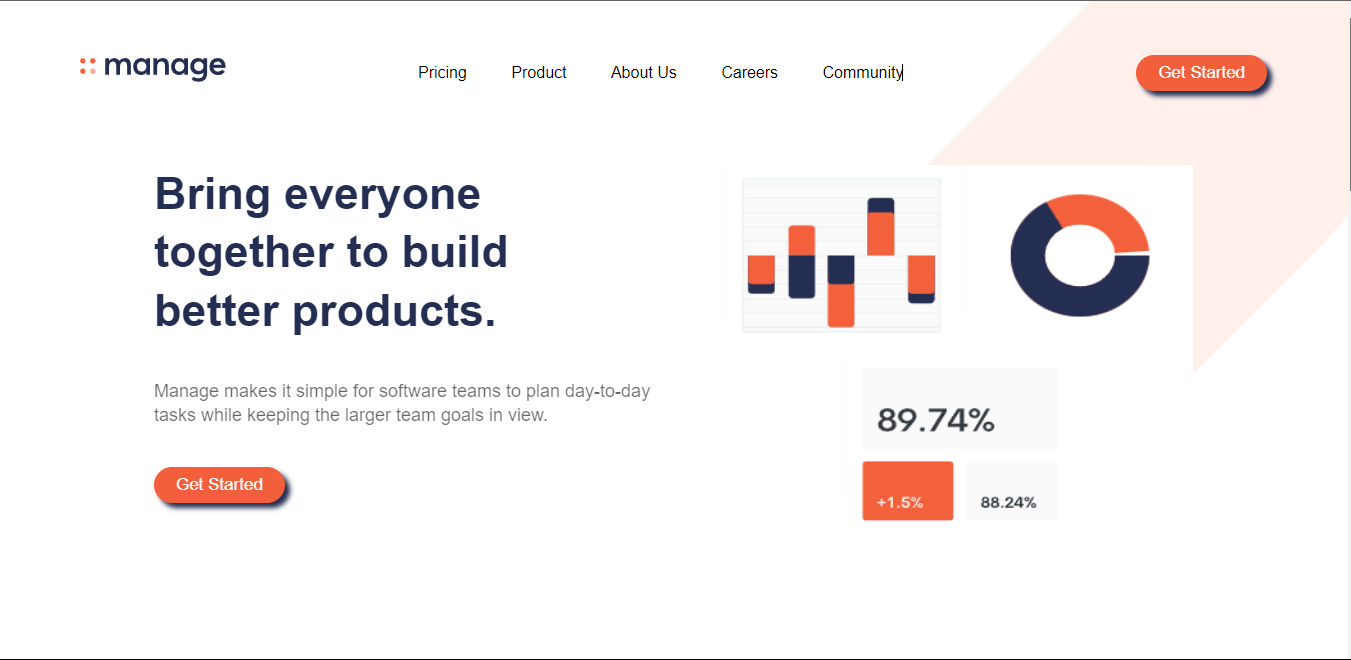 manage
Pricing Product About Us Careers Community
Get Started
Bring everyone
together to build
better products.
Manage makes it simple for software teams to plan day-to-day
tasks while keeping the larger team goals in view.
Get Started
89.74%
+1.5% 88.24%